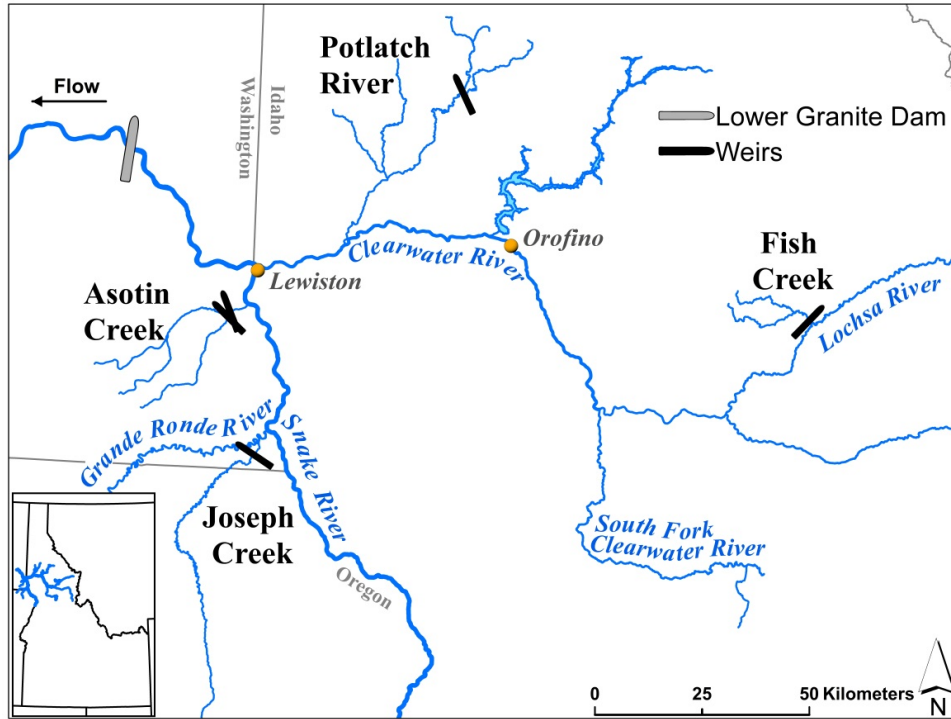 Potlatch
River
Flow
Idaho
Washington
Lower Granite Dam
Weirs
Orofino
Clearwater River
Fish
Creek
Lewiston
Asotin
Creek
Lochsa River
Grande Ronde River
Snake River
Joseph
Creek
South Fork
Clearwater River
Oregon
0 25 50 Kilometers
N